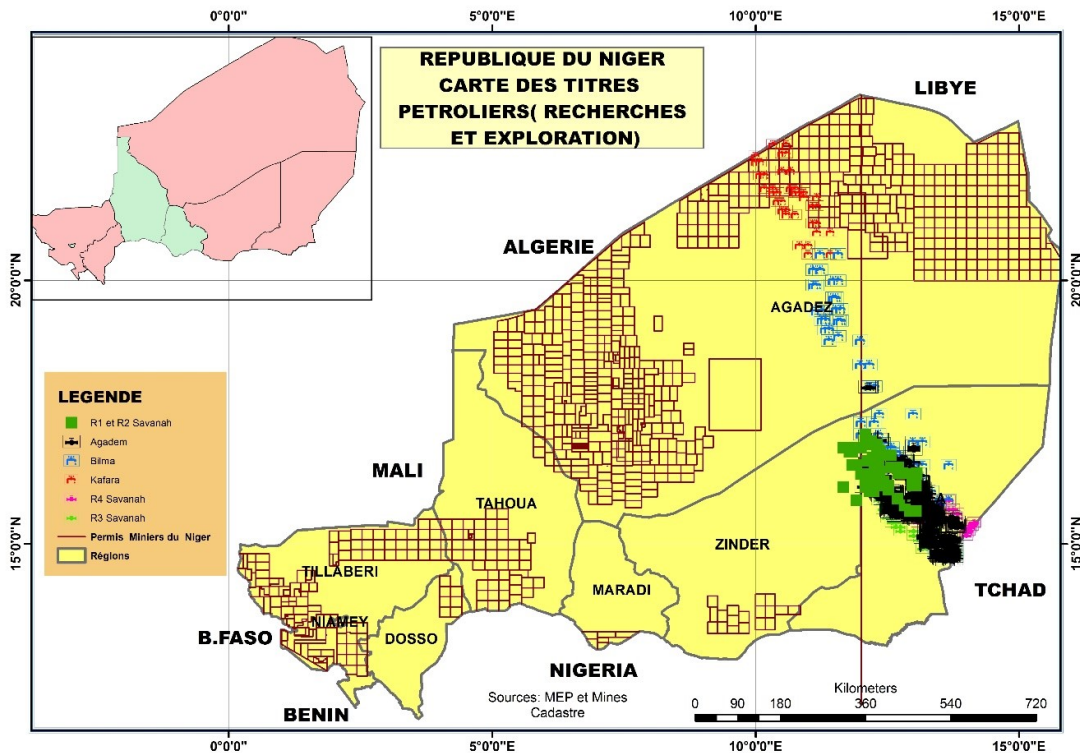 0°0'0"
5°0'0"N
10°0'0"E
15°0'0"E
REPUBLIQUE DU NIGER
CARTE DES TITRES
PETROLIERS( RECHERCHES
ET EXPLORATION)
LIBYE
ALGERIE
20°0'0"N
20°0'0"N
AGADEZ
LEGENDE
R1 et R2 Savanah
Agadem
Bilma
Kafara
R4 Savanah
R3 Savanah
Permis Miniers du Niger
Régions
MALI
TAHOUA
15°0'0"N
15°0'0"N
ZINDER
TILLABERI
MARADI
TCHAD
NIAMEY
B.FASO
DOSSO
NIGERIA
BENIN
Sources: MEP et Mines
Cadastre
Kilometers
0 90 180 360 540 720
0°0'0"
5°0'0"N
10°0'0"E
15°0'0"E